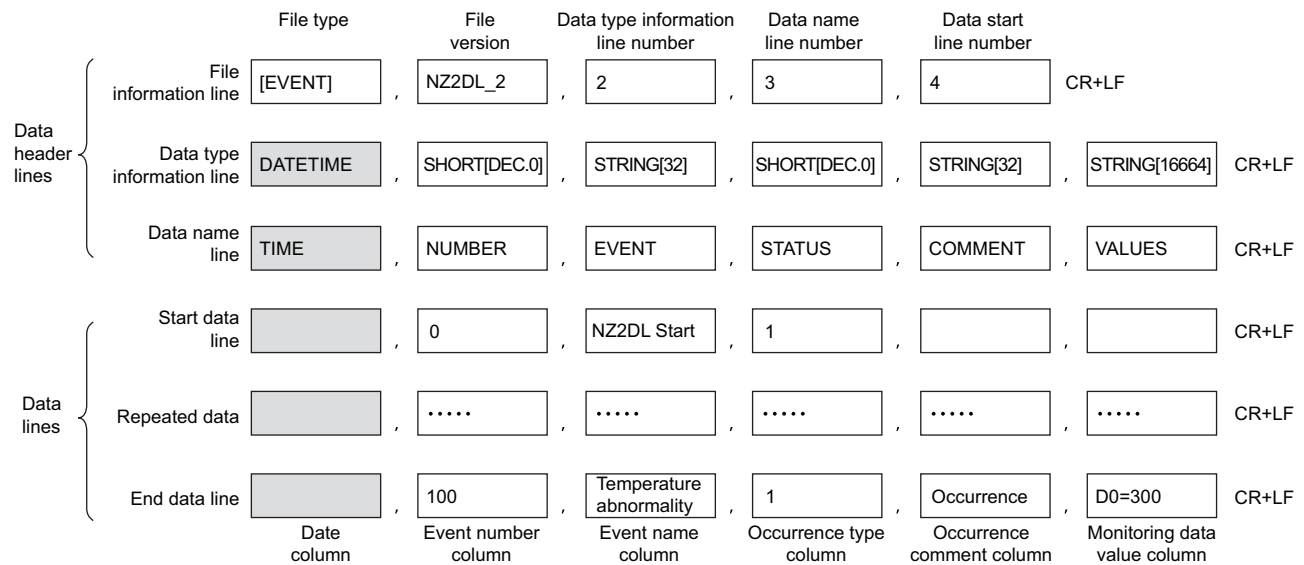 File type
File
version
Data type information
line number
Data name
line number
Data start
line number
Data
header
lines
File
information line
[EVENT] , NZ2DL_2 , 2 , 3 , 4 CR+LF
Data type
information line
DATETIME , SHORT[DEC.0] , STRING[32] , SHORT[DEC.0] , STRING[32] , STRING[16664] CR+LF
Data name
line
TIME , NUMBER , EVENT , STATUS , COMMENT , VALUES CR+LF
Data
lines
Start data
line
, 0 , NZ2DL Start , 1 , , CR+LF
Repeated data
, ••••• , ••••• , ••••• , ••••• , ••••• CR+LF
End data line
, 100 , Temperature
abnormality , 1 , Occurrence , D0=300 CR+LF
Date
column
Event number
column
Event name
column
Occurrence type
column
Occurrence
comment column
Monitoring data
value column